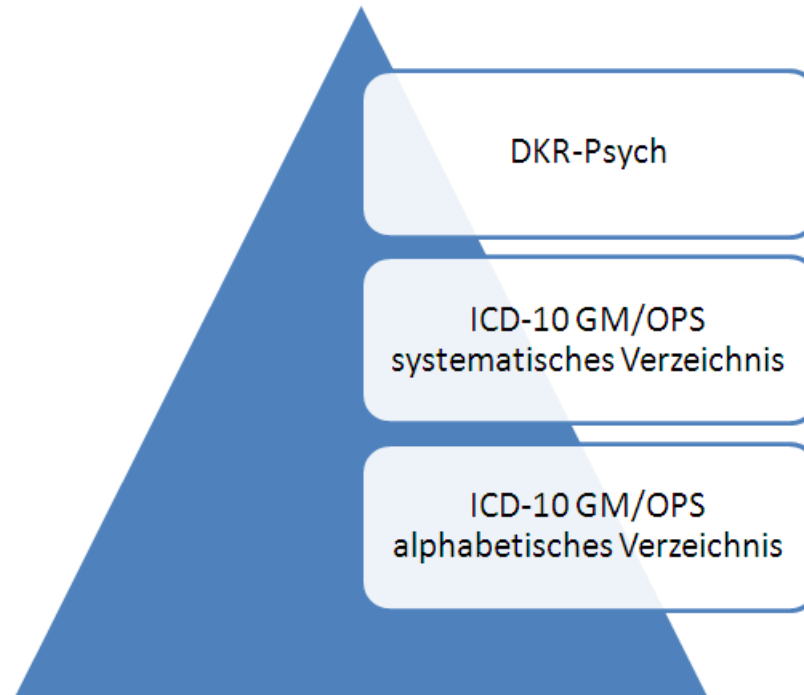 DKR-Psych
ICD-10 GM/OPS
systematisches Verzeichnis
ICD-10 GM/OPS
alphabetisches Verzeichnis